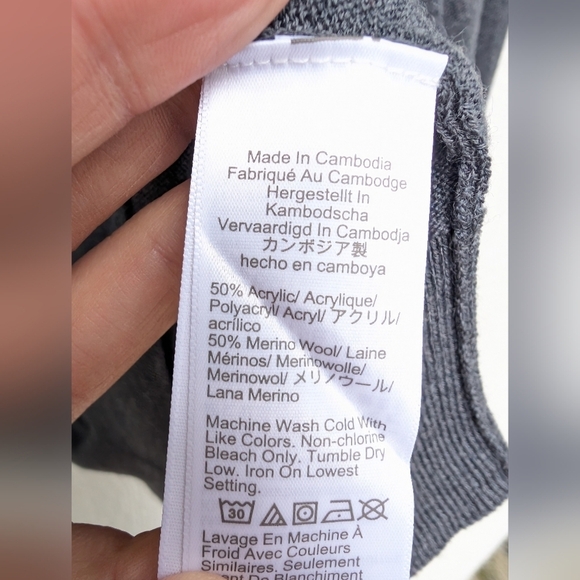 Made In Cambodia
Fabriqué Au Cambodge
Hergestellt In
Kambodscha
Vervaardigd In Cambodja
カンボジア製
hecho en camboya
50% Acrylic/ Acrylique/
Polyacryl/ Acryl/ アクリル/
acrílico
50% Merino Wool/ Laine
Mérinos/ Merinowolle/
Merinowol/ メリノウール/
Lana Merino
Machine Wash Cold With
Like Colors. Non-chlorine
Bleach Only. Tumble Dry
Low. Iron On Lowest
Setting.
30
Lavage En Machine À
Froid Avec Couleurs
Similaires. Seulement
De Blanchiment